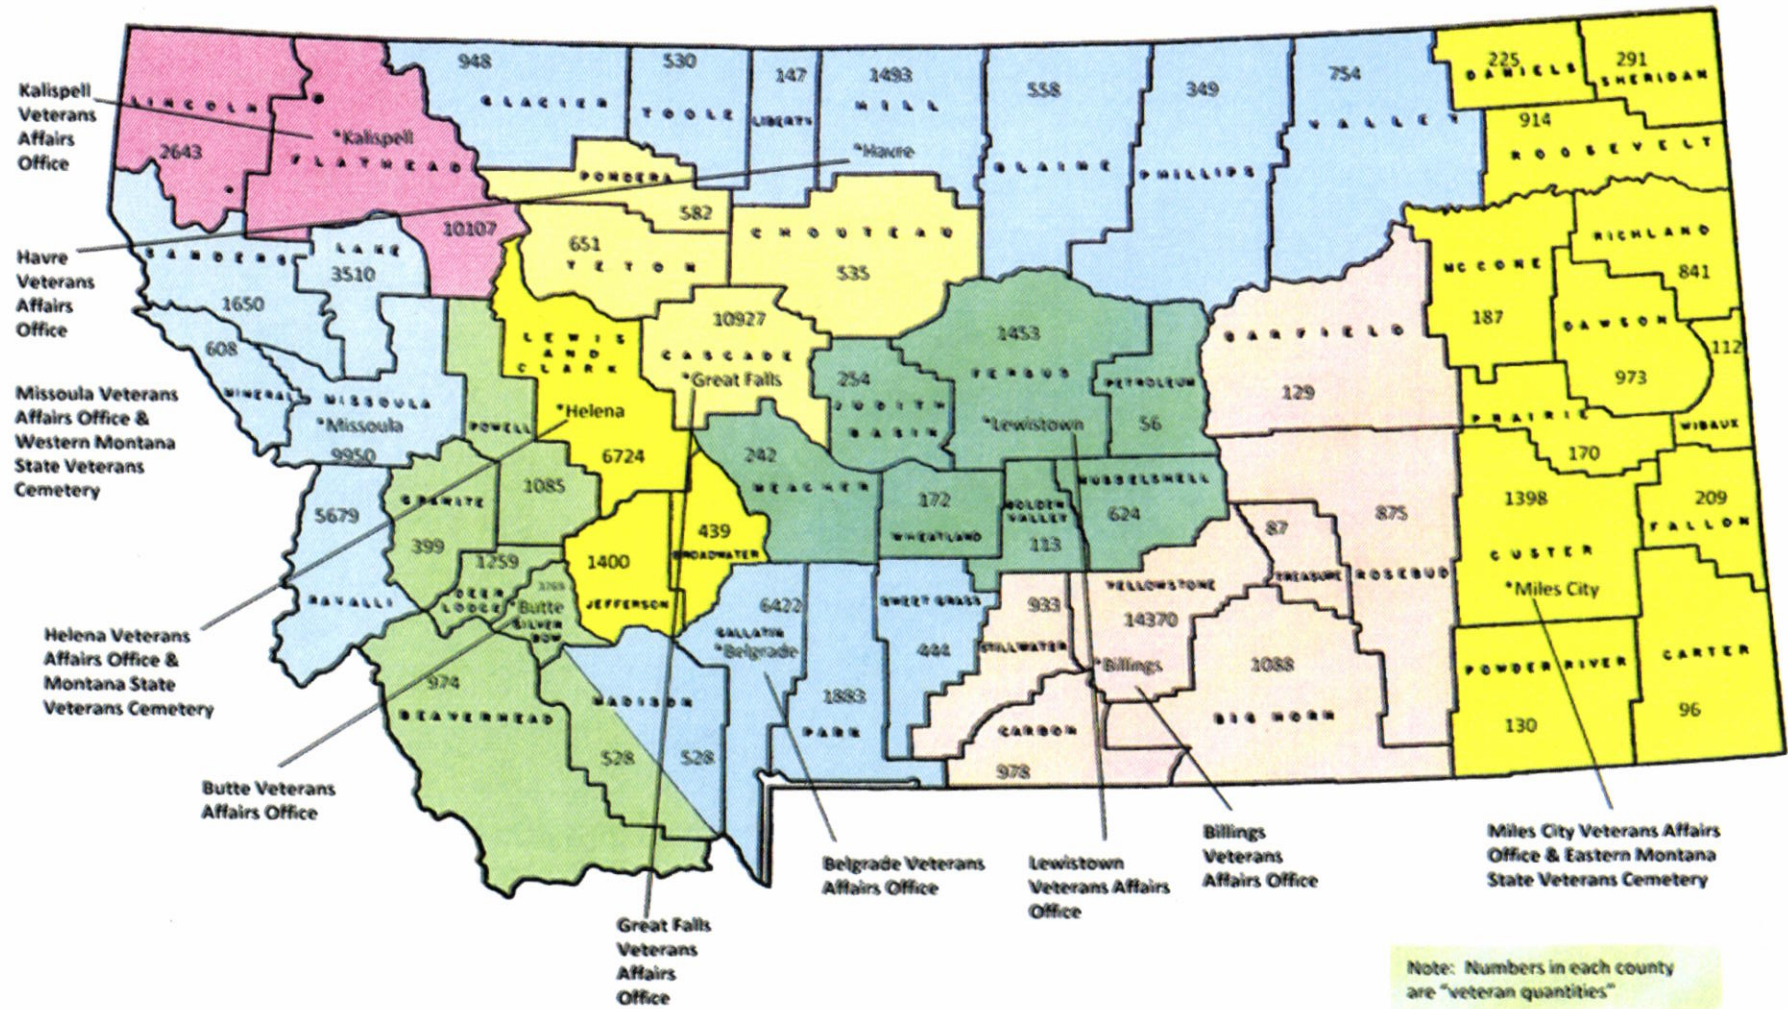 Kalispell
Veterans
Affairs
Office
Havre
Veterans
Affairs
Office
Missoula Veterans
Affairs Office &
Western Montana
State Veterans
Cemetery
Helena Veterans
Affairs Office &
Montana State
Veterans Cemetery
Butte Veterans
Affairs Office
Great Falls
Veterans
Affairs
Office
Belgrade Veterans
Affairs Office
Lewistown
Veterans Affairs
Office
Billings
Veterans
Affairs Office
Miles City Veterans Affairs
Office & Eastern Montana
State Veterans Cemetery
Note: Numbers in each county
are "veteran quantities"
LINCOLN
2643
*Kalispell
FLATHEAD
10107
948
GLACIER
530
TOOLE
147
LIBERTY
1493
HILL
*Havre
558
BLAINE
349
PHILLIPS
754
VALLEY
225
DANIELS
291
SHERIDAN
914
ROOSEVELT
PONDERA
582
651
TETON
CHOUTEAU
535
SANDERS
1650
LAKE
3510
608
MINERAL
MISSOULA
*Missoula
9950
POWELL
1085
LEWIS
AND
CLARK
*Helena
6724
10927
CASCADE
*Great Falls
254
JUDITH
BASIN
1453
FERGUS
*Lewistown
PETROLEUM
56
GARFIELD
129
MC CONE
187
RICHLAND
841
DAWSON
973
112
WIBAUX
PRAIRIE
170
5679
RAVALLI
GRANITE
399
1259
DEER
LODGE
*Butte
SILVER
BOW
1400
JEFFERSON
439
BROADWATER
242
MEAGHER
172
WHEATLAND
GOLDEN
VALLEY
113
MUSSELSHELL
624
87
TREASURE
875
ROSEBUD
1398
CUSTER
*Miles City
209
FALLON
974
BEAVERHEAD
MADISON
528
528
6422
GALLATIN
*Belgrade
1883
PARK
SWEET GRASS
444
933
STILLWATER
YELLOWSTONE
14370
*Billings
CARBON
978
1088
BIG HORN
POWDER RIVER
130
CARTER
96